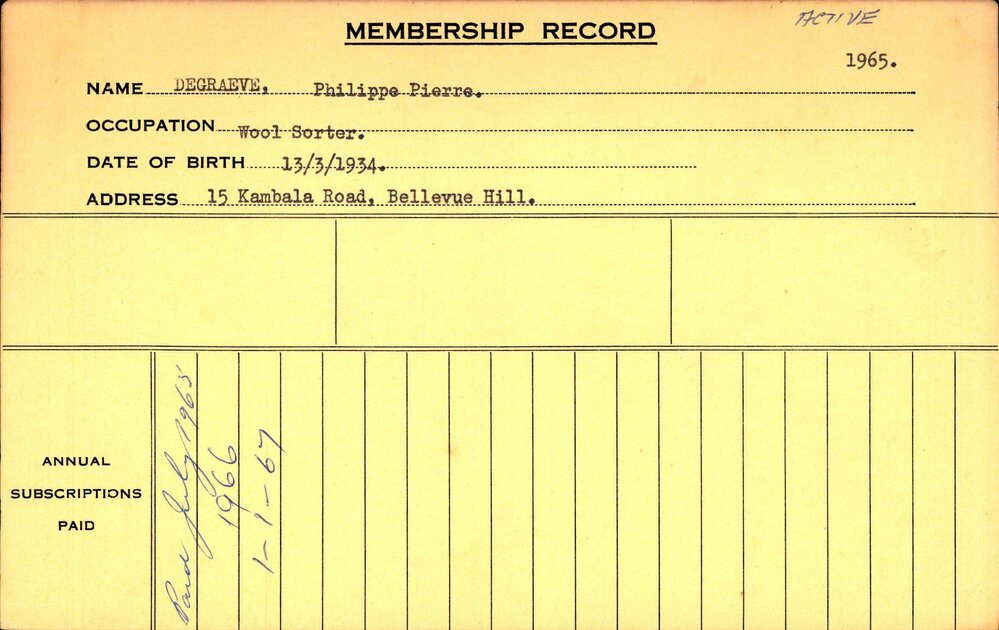 ACTIVE
MEMBERSHIP RECORD
1965.
NAME DEGRAEVE, Philippe Pierre.
OCCUPATION Wool Sorter.
DATE OF BIRTH 13/3/1934.
ADDRESS 15 Kambala Road, Bellevue Hill.
ANNUAL
SUBSCRIPTIONS
PAID
Paid July 1965
1966
1-1-67